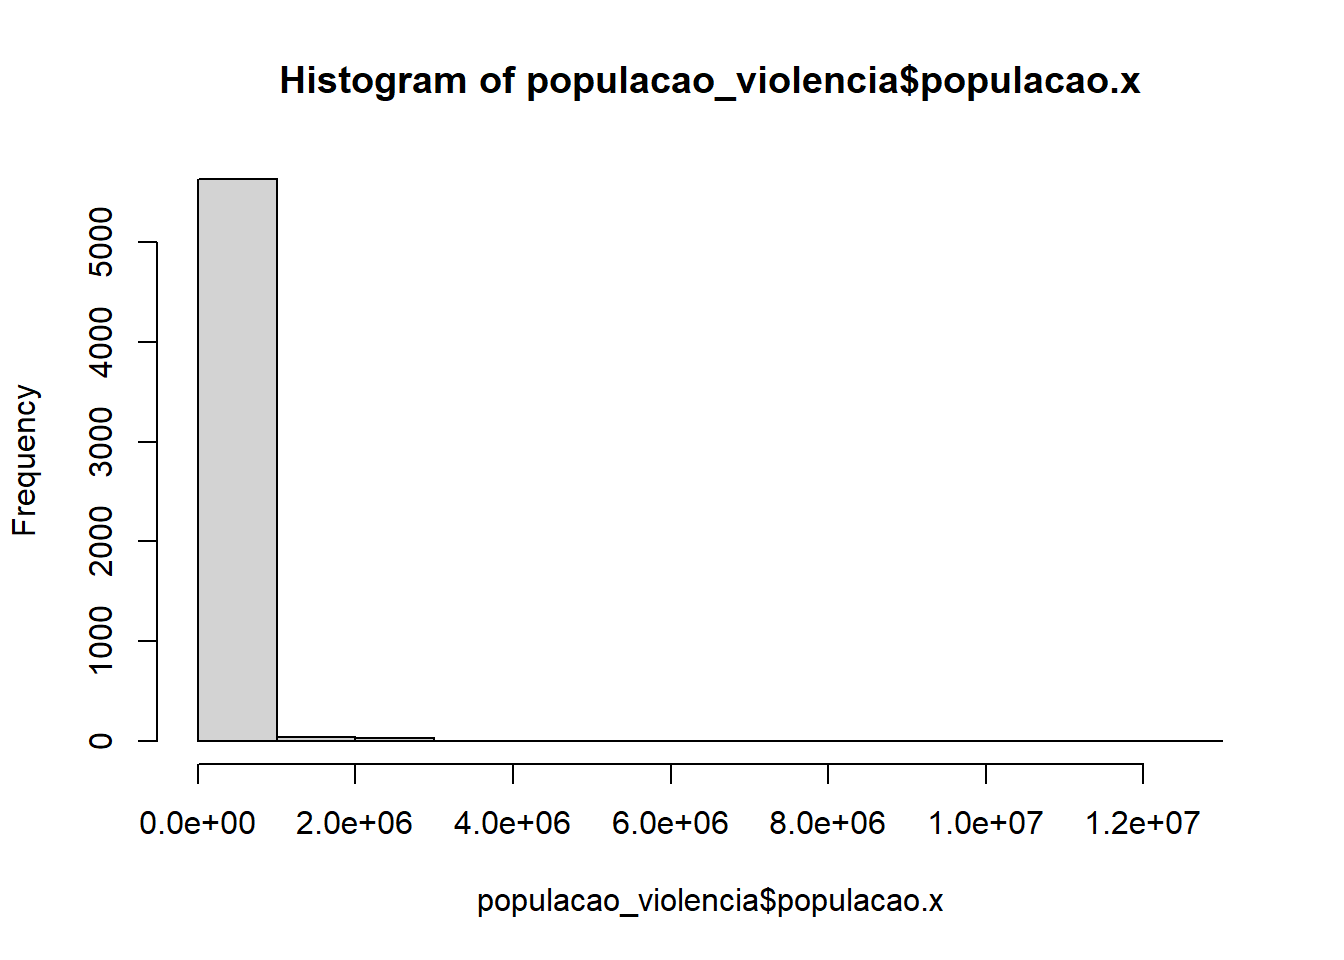 Histogram of populacao_violencia$populacao.x
Frequency
5000
4000
3000
2000
1000
0
0.0e+00 2.0e+06 4.0e+06 6.0e+06 8.0e+06 1.0e+07 1.2e+07
populacao_violencia$populacao.x